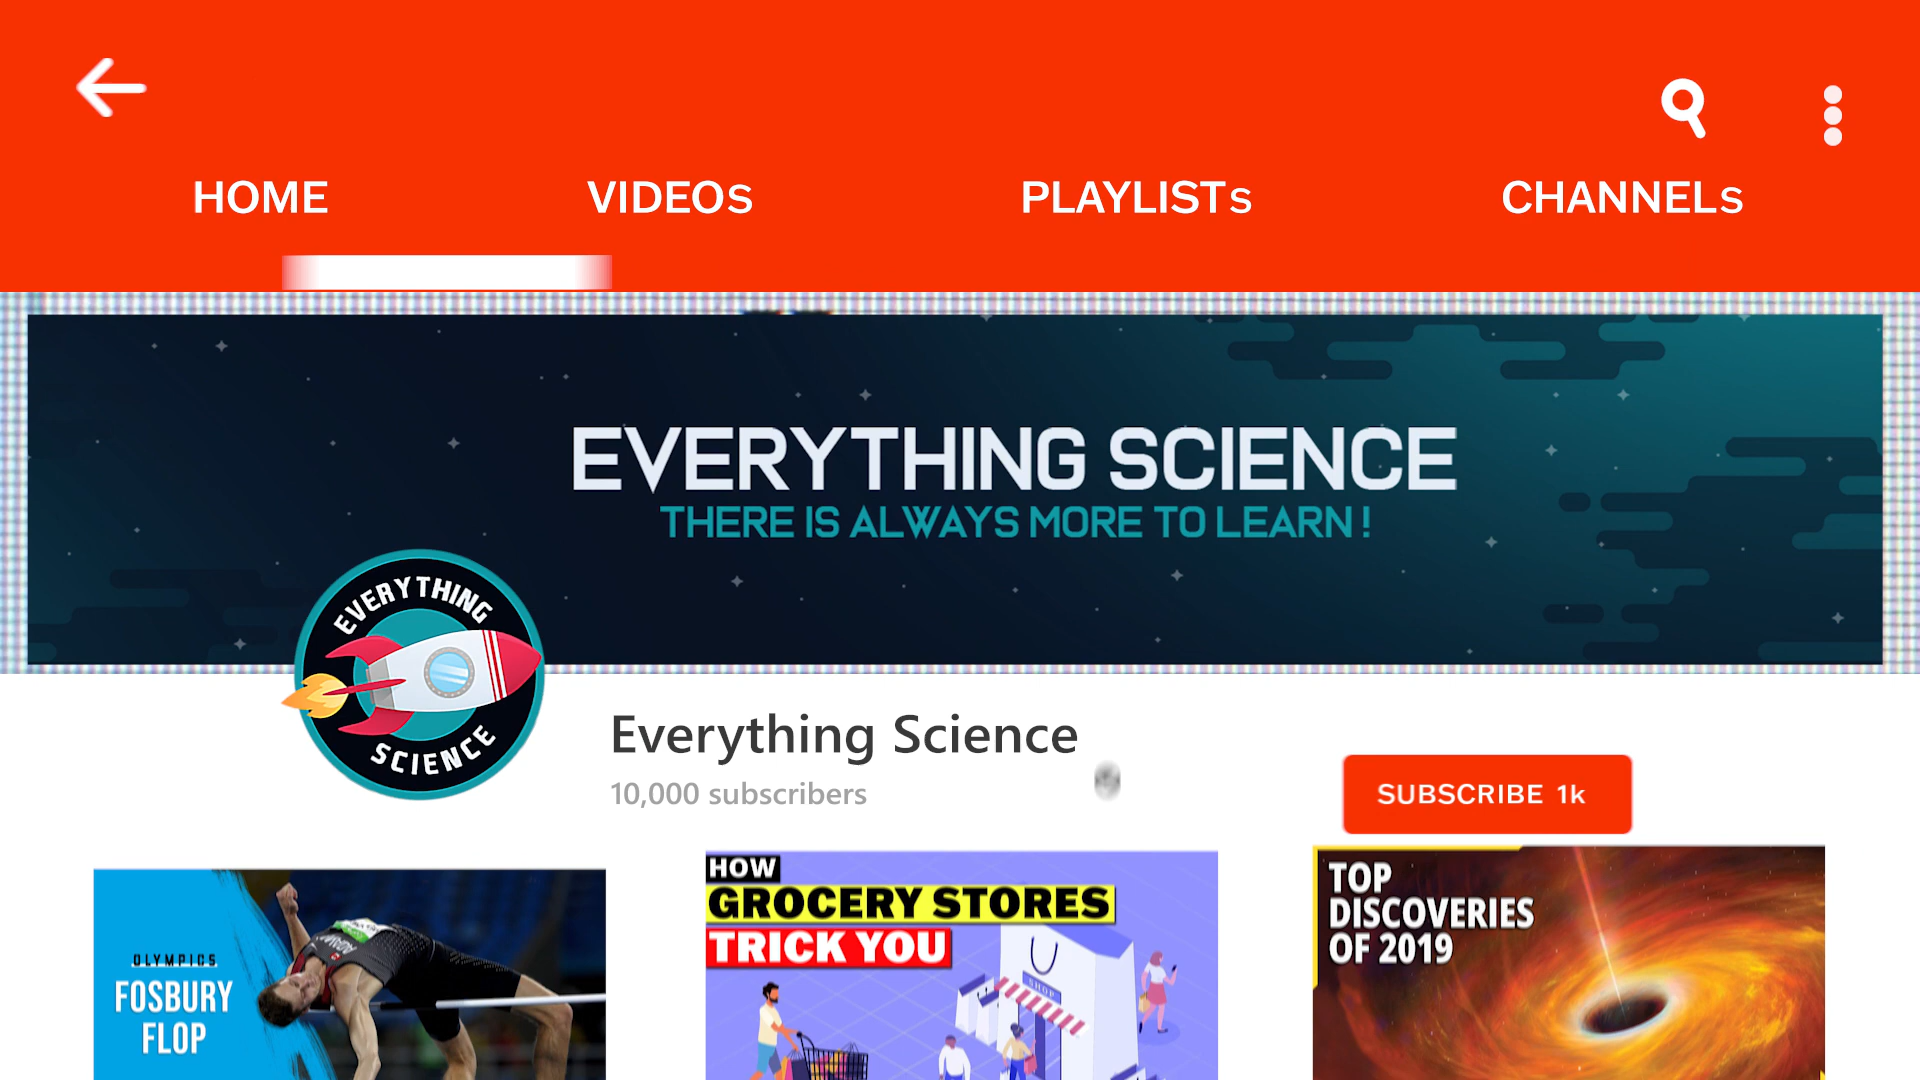 HOME
VIDEOs
PLAYLISTs
CHANNELs
EVERYTHING SCIENCE
THERE IS ALWAYS MORE TO LEARN!
EVERYTHING
SCIENCE
Everything Science
10,000 subscribers
SUBSCRIBE 1k
OLYMPICS
FOSBURY
FLOP
HOW
GROCERY STORES
TRICK YOU
SHOP
TOP
DISCOVERIES
OF 2019